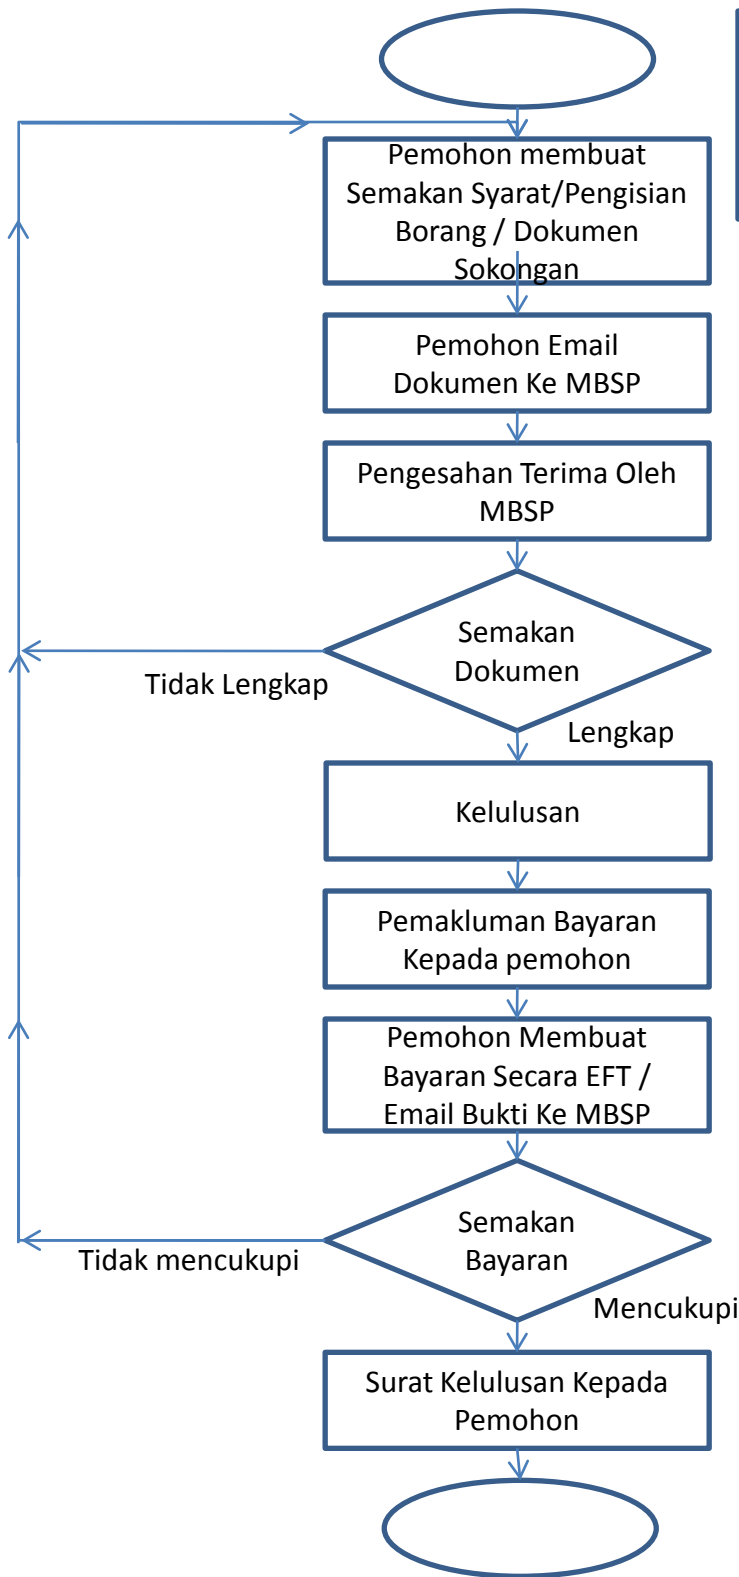 Pemohon membuat
Semakan Syarat/Pengisian
Borang / Dokumen
Sokongan
Pemohon Email
Dokumen Ke MBSP
Pengesahan Terima Oleh
MBSP
Semakan
Dokumen
Tidak Lengkap
Lengkap
Kelulusan
Pemakluman Bayaran
Kepada pemohon
Pemohon Membuat
Bayaran Secara EFT /
Email Bukti Ke MBSP
Semakan
Bayaran
Tidak mencukupi
Mencukupi
Surat Kelulusan Kepada
Pemohon